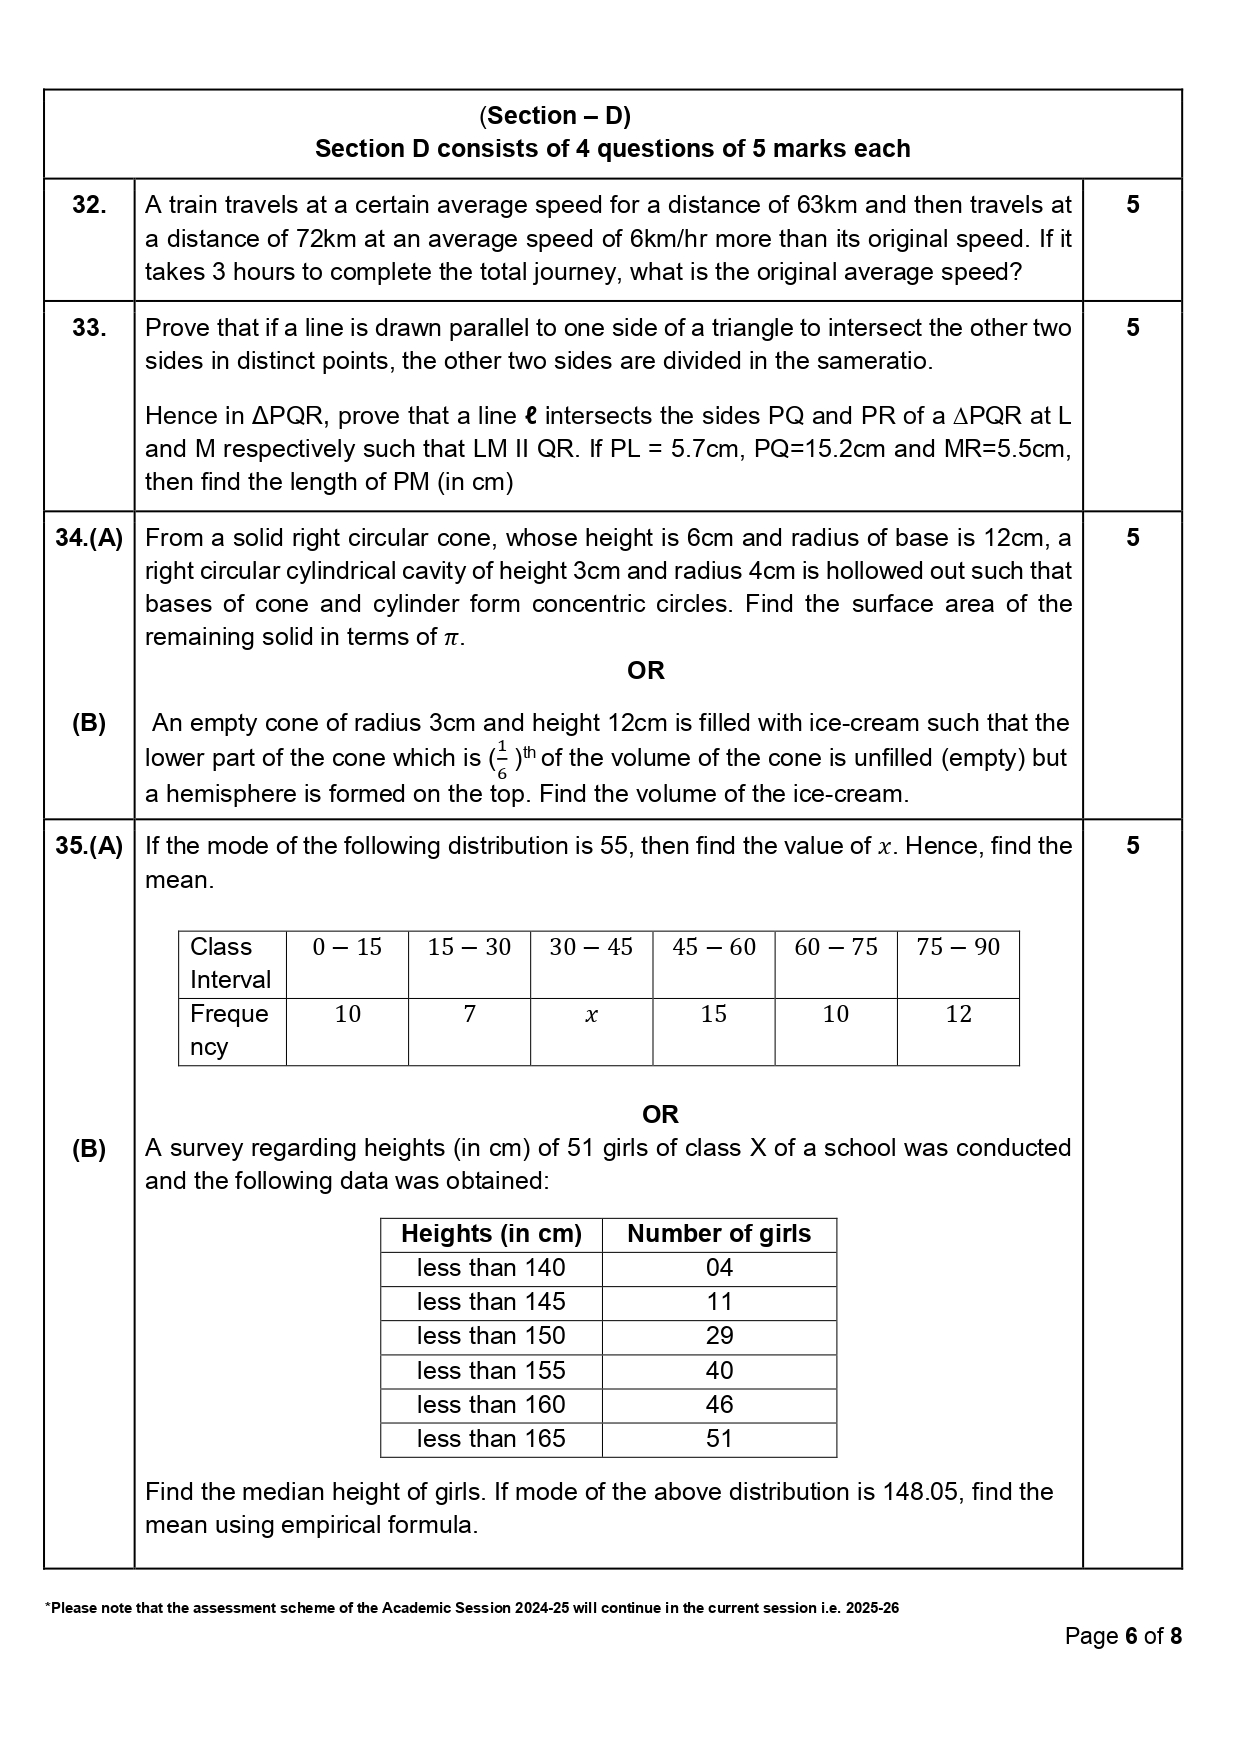 (Section – D)
Section D consists of 4 questions of 5 marks each
32. A train travels at a certain average speed for a distance of 63km and then travels at 5
a distance of 72km at an average speed of 6km/hr more than its original speed. If it
takes 3 hours to complete the total journey, what is the original average speed?
33. Prove that if a line is drawn parallel to one side of a triangle to intersect the other two 5
sides in distinct points, the other two sides are divided in the sameratio.
Hence in ΔPQR, prove that a line ℓ intersects the sides PQ and PR of a ∆PQR at L
and M respectively such that LM II QR. If PL = 5.7cm, PQ=15.2cm and MR=5.5cm,
then find the length of PM (in cm)
34.(A) From a solid right circular cone, whose height is 6cm and radius of base is 12cm, a 5
right circular cylindrical cavity of height 3cm and radius 4cm is hollowed out such that
bases of cone and cylinder form concentric circles. Find the surface area of the
remaining solid in terms of π.
OR
(B) An empty cone of radius 3cm and height 12cm is filled with ice-cream such that the
lower part of the cone which is (1/6)th of the volume of the cone is unfilled (empty) but
a hemisphere is formed on the top. Find the volume of the ice-cream.
35.(A) If the mode of the following distribution is 55, then find the value of x. Hence, find the 5
mean.
Class 0 – 15 15 – 30 30 – 45 45 – 60 60 – 75 75 – 90
Interval
Freque 10 7 x 15 10 12
ncy
OR
(B) A survey regarding heights (in cm) of 51 girls of class X of a school was conducted
and the following data was obtained:
Heights (in cm) Number of girls
less than 140 04
less than 145 11
less than 150 29
less than 155 40
less than 160 46
less than 165 51
Find the median height of girls. If mode of the above distribution is 148.05, find the
mean using empirical formula.
*Please note that the assessment scheme of the Academic Session 2024-25 will continue in the current session i.e. 2025-26
Page 6 of 8